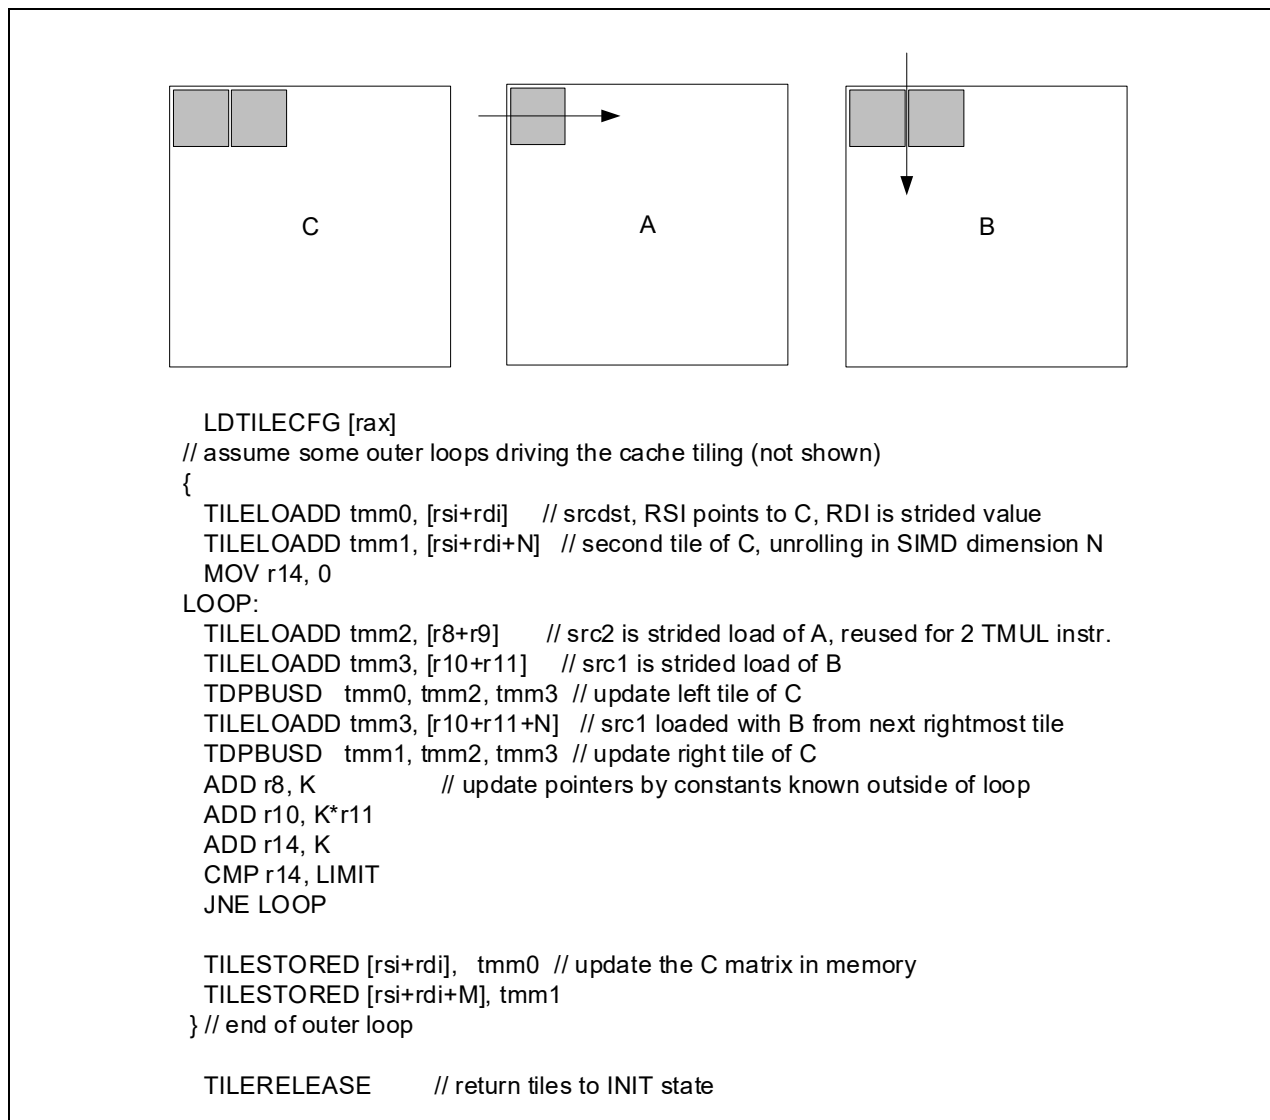 C
A
B
LDTILECFG [rax]
// assume some outer loops driving the cache tiling (not shown)
{
TILELOADD tmm0, [rsi+rdi] // srcdst, RSI points to C, RDI is strided value
TILELOADD tmm1, [rsi+rdi+N] // second tile of C, unrolling in SIMD dimension N
MOV r14, 0
LOOP:
TILELOADD tmm2, [r8+r9] // src2 is strided load of A, reused for 2 TMUL instr.
TILELOADD tmm3, [r10+r11] // src1 is strided load of B
TDPBUSD tmm0, tmm2, tmm3 // update left tile of C
TILELOADD tmm3, [r10+r11+N] // src1 loaded with B from next rightmost tile
TDPBUSD tmm1, tmm2, tmm3 // update right tile of C
ADD r8, K // update pointers by constants known outside of loop
ADD r10, K*r11
ADD r14, K
CMP r14, LIMIT
JNE LOOP
TILESTORED [rsi+rdi], tmm0 // update the C matrix in memory
TILESTORED [rsi+rdi+M], tmm1
} // end of outer loop
TILERELEASE // return tiles to INIT state